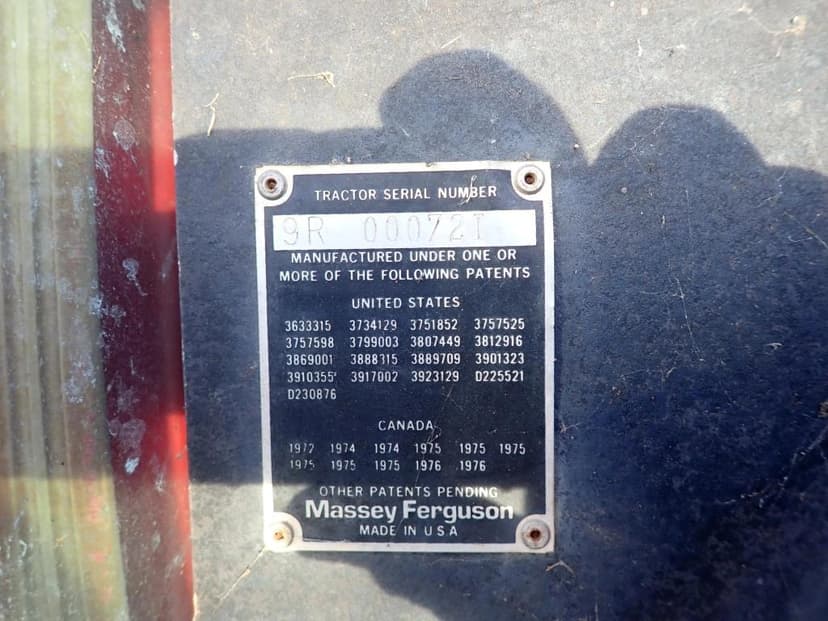 TRACTOR SERIAL NUMBER
9R 000721
MANUFACTURED UNDER ONE OR
MORE OF THE FOLLOWING PATENTS
UNITED STATES
3633315 3734129 3751852 3757525
3757598 3799003 3807449 3812916
3869001 3888315 3889709 3901323
3910355 3917002 3923129 D225521
D230876
CANADA
1972 1974 1974 1975 1975 1975
1975 1975 1975 1976 1976
OTHER PATENTS PENDING
Massey Ferguson
MADE IN U S A